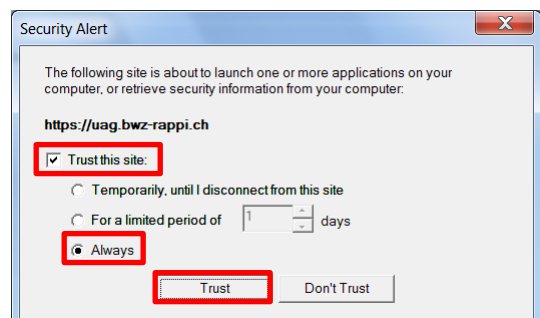 Security Alert
The following site is about to launch one or more applications on your
computer, or retrieve security information from your computer:
https://uag.bwz-rappi.ch
Trust this site:
Temporarily, until I disconnect from this site
For a limited period of 1 days
Always
Trust Don't Trust